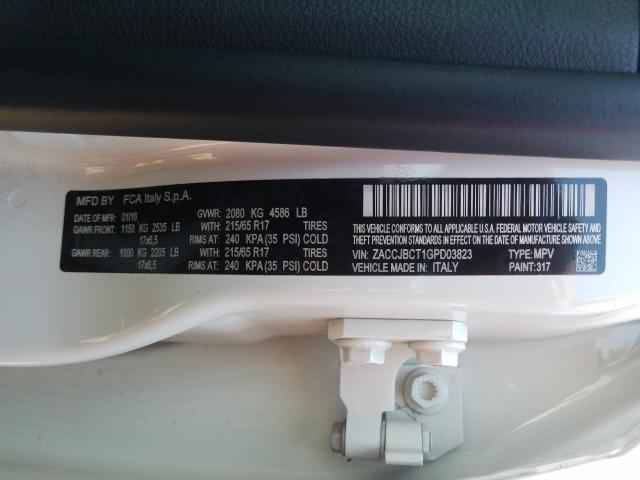 MFD BY FCA Italy S.p.A.
DATE OF MFR: 01/16 GVWR: 2080 KG 4586 LB
GAWR FRONT: 1150 KG 2535 LB WITH 215/65 R17 TIRES
17x6,5 RIMS AT 240 KPA (35 PSI) COLD
GAWR REAR: 1000 KG 2205 LB WITH 215/65 R17 TIRES
17x6,5 RIMS AT 240 KPA (35 PSI) COLD
THIS VEHICLE CONFORMS TO ALL APPLICABLE U.S.A. FEDERAL MOTOR VEHICLE SAFETY
AND THEFT PREVENTION STANDARDS IN EFFECT ON THE DATE OF MANUFACTURE SHOWN ABOVE
VIN: ZACCJBCT1GPD03823 TYPE: MPV
VEHICLE MADE IN: ITALY PAINT: 317